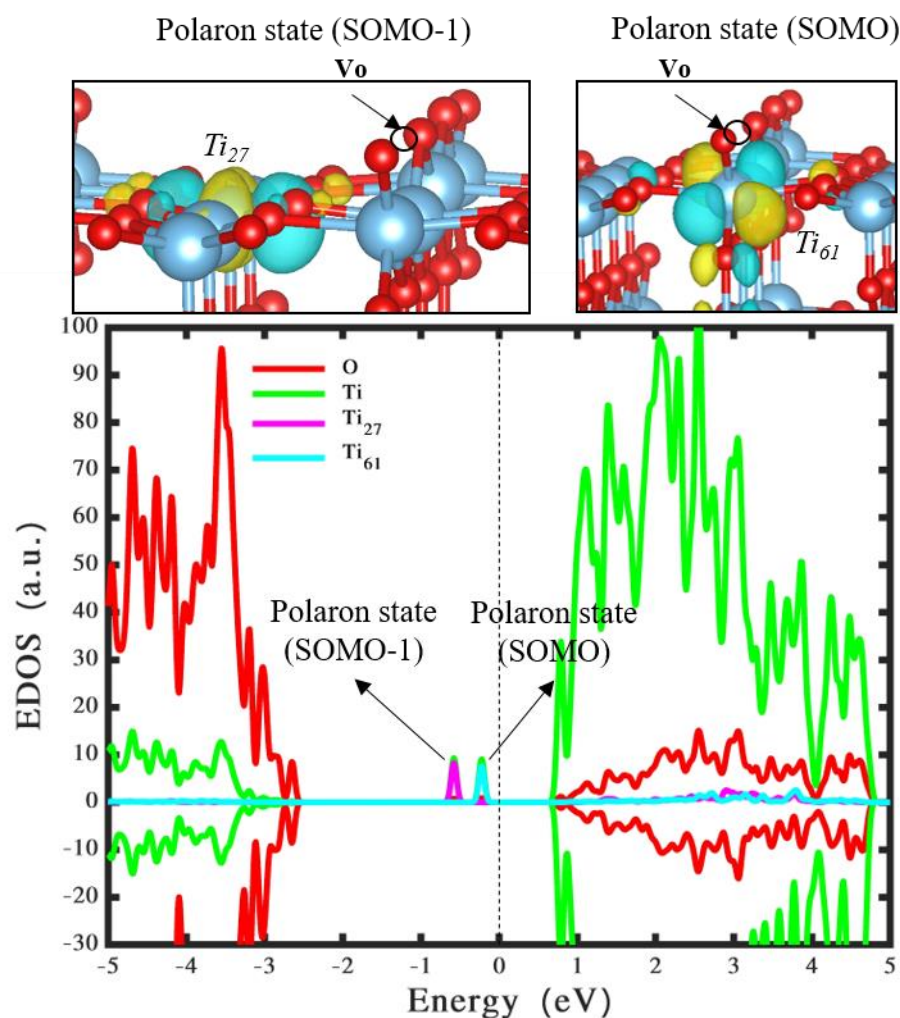 Polaron state (SOMO-1)
Polaron state (SOMO)
Vo
Vo
Ti27
Ti61
100
90
80
70
60
50
40
30
20
10
0
-10
-20
-30
EDOS (a.u.)
O
Ti
Ti27
Ti61
Polaron state
(SOMO-1)
Polaron state
(SOMO)
-5 -4 -3 -2 -1 0 1 2 3 4 5
Energy (eV)